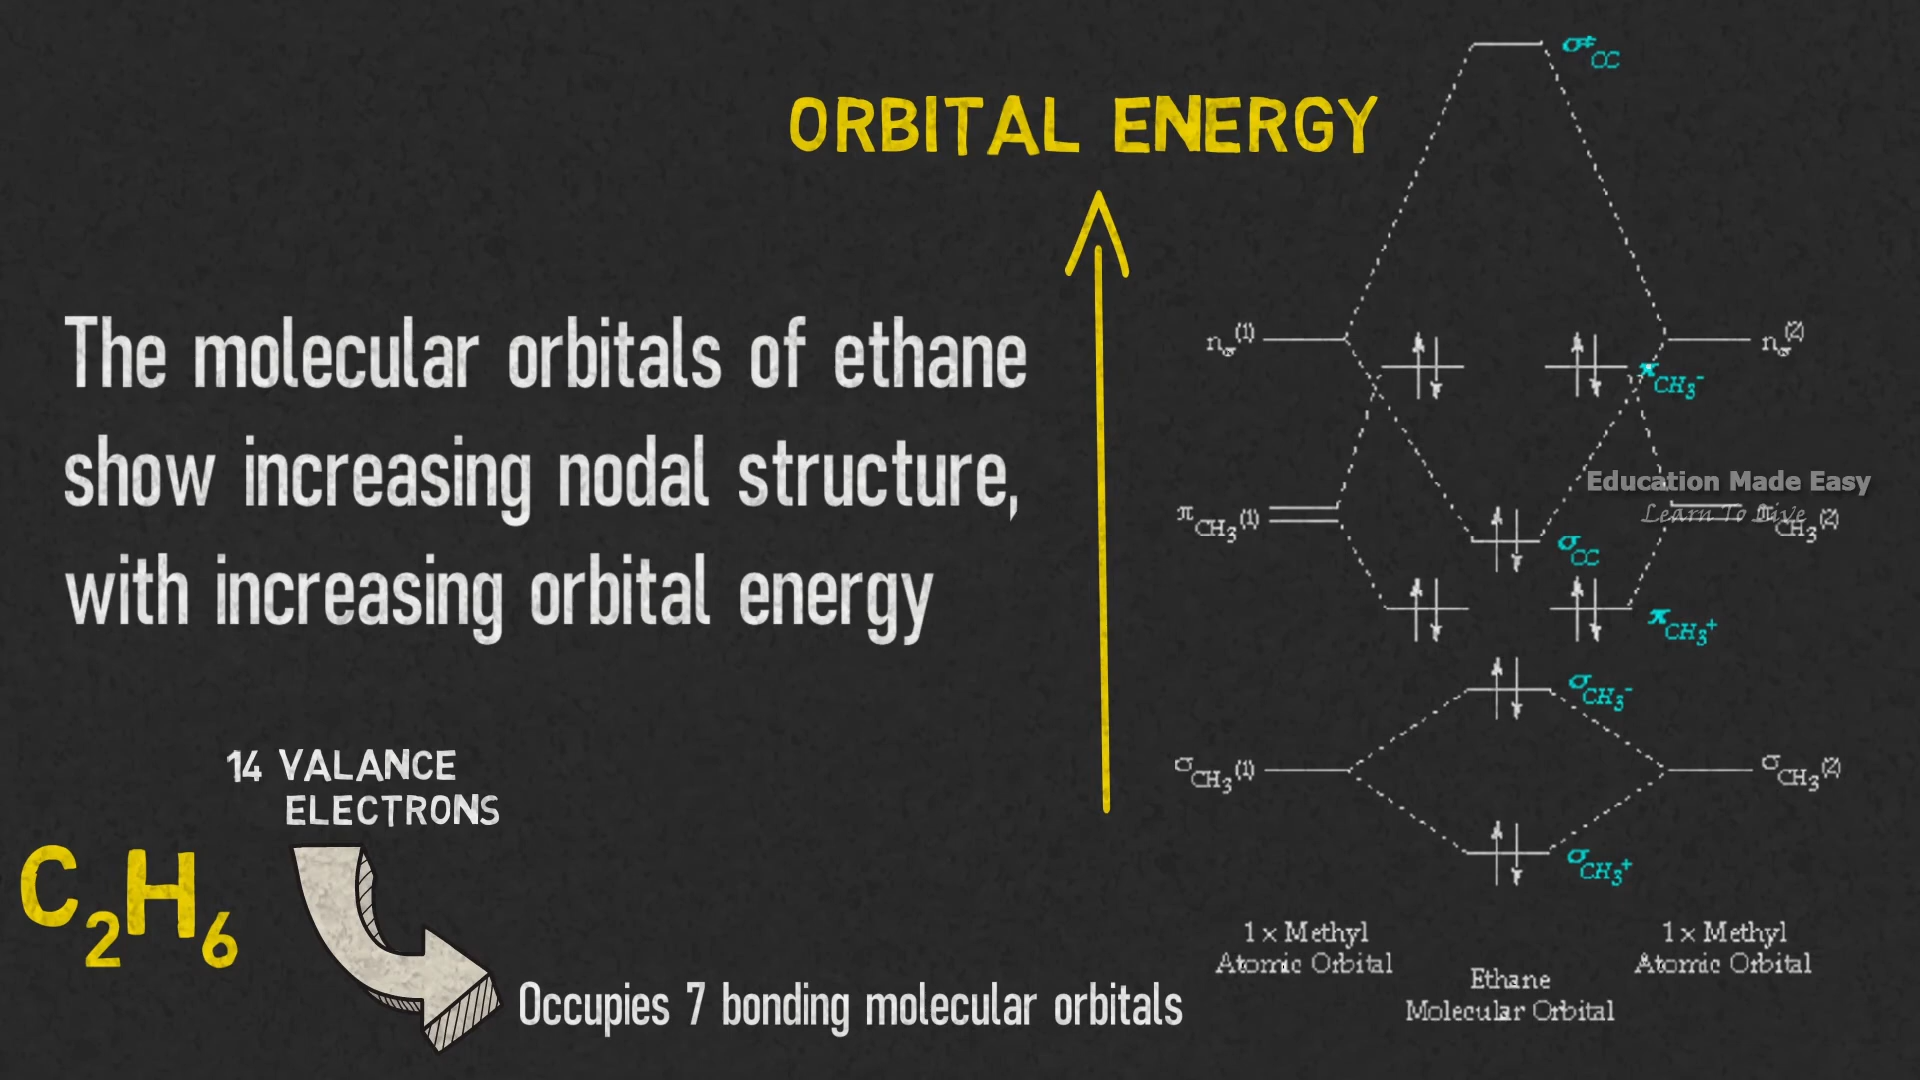 ORBITAL ENERGY
The molecular orbitals of ethane
show increasing nodal structure,
with increasing orbital energy
14 VALANCE
ELECTRONS
C₂H₆
Occupies 7 bonding molecular orbitals
σ*CC
nσ(1)
nσ(2)
πCH₃⁻
Education Made Easy
Learn To Live
πCH₃(1)
πCH₃(2)
σCC
πCH₃⁺
σCH₃⁻
σCH₃(1)
σCH₃(2)
σCH₃⁺
1 x Methyl
Atomic Orbital
Ethane
Molecular Orbital
1 x Methyl
Atomic Orbital